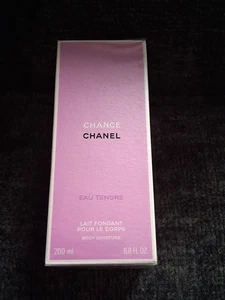 CHANCE
CHANEL
EAU TENDRE
LAIT FONDANT
POUR LE CORPS
BODY MOISTURE
200 ml 6.8 FL. OZ